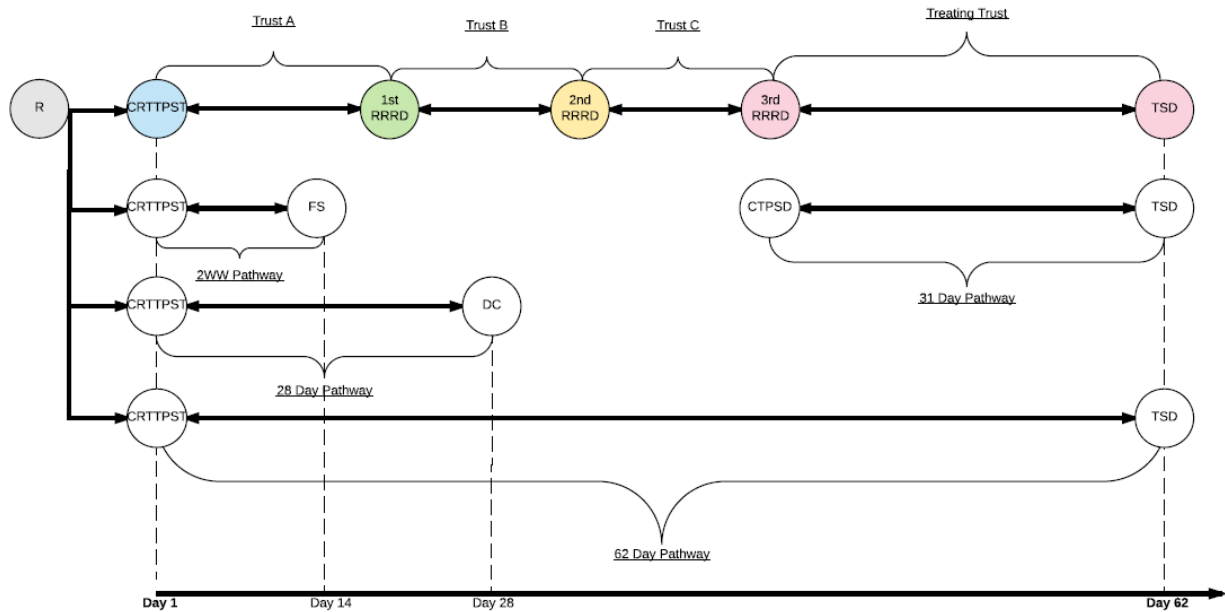 Trust A
Trust B
Trust C
Treating Trust
R
CRTTPST
1st
RRRD
2nd
RRRD
3rd
RRRD
TSD
CRTTPST
FS
CTPSD
TSD
2WW Pathway
31 Day Pathway
CRTTPST
DC
28 Day Pathway
CRTTPST
TSD
62 Day Pathway
Day 1
Day 14
Day 28
Day 62